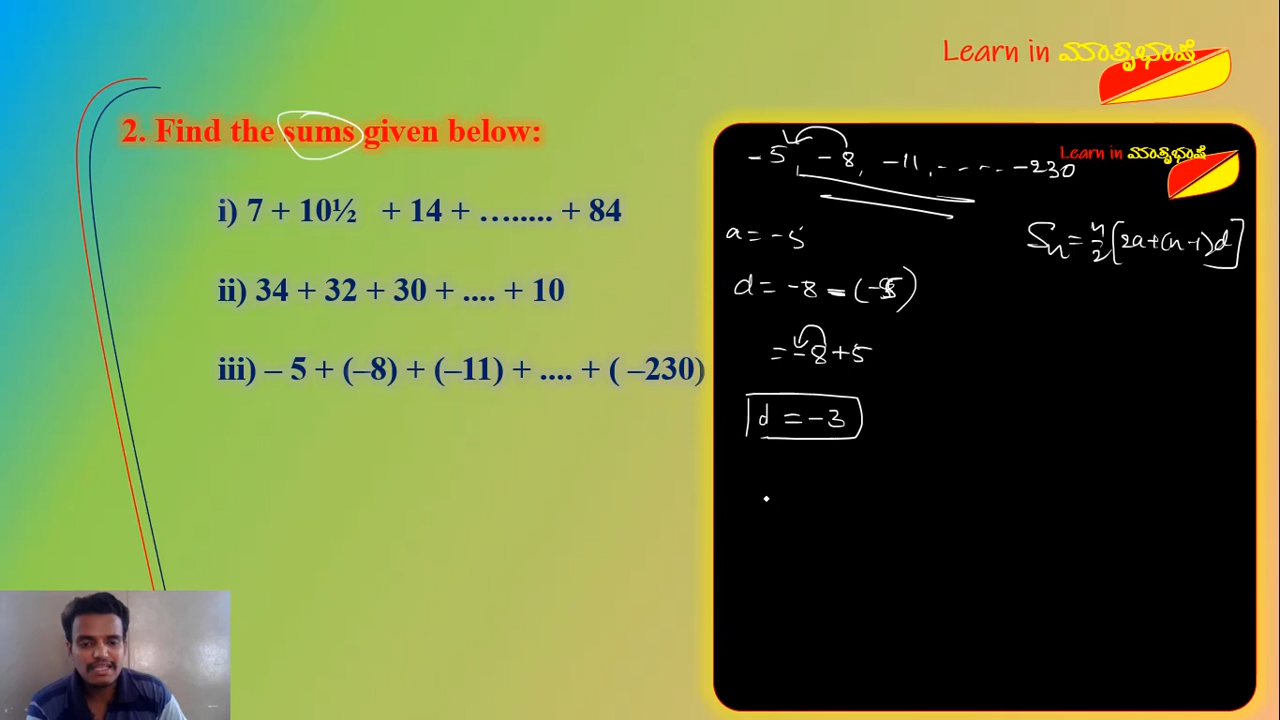 Learn in ಮಾತೃಭಾಷೆ
2. Find the sums given below:
i) 7 + 10½ + 14 + …...... + 84
ii) 34 + 32 + 30 + .... + 10
iii) – 5 + (–8) + (–11) + .... + ( –230)
Learn in ಮಾತೃಭಾಷೆ
-5, -8, -11, - - . . . -230
a = -5
Sn = n/2 [2a+(n-1)d]
d = -8 - (-5)
= -8+5
d = -3